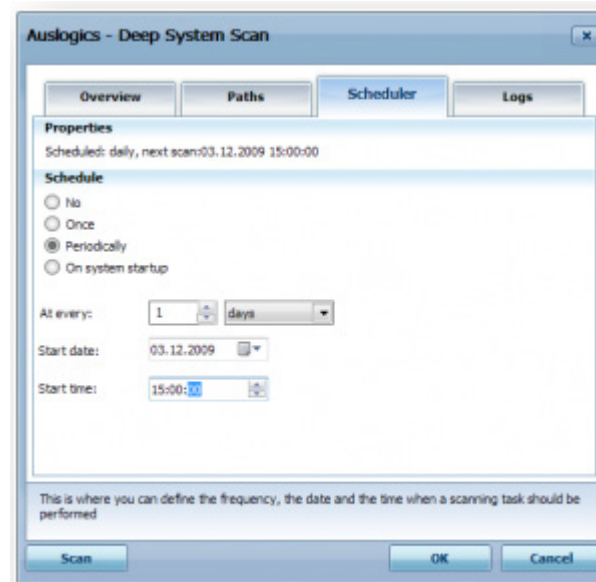 Auslogics - Deep System Scan
Overview Paths Scheduler Logs
Properties
Scheduled: daily, next scan:03.12.2009 15:00:00
Schedule
No
Once
Periodically
On system startup
At every: 1 days
Start date: 03.12.2009
Start time: 15:00:00
This is where you can define the frequency, the date and the time when a scanning task should be
performed
Scan OK Cancel